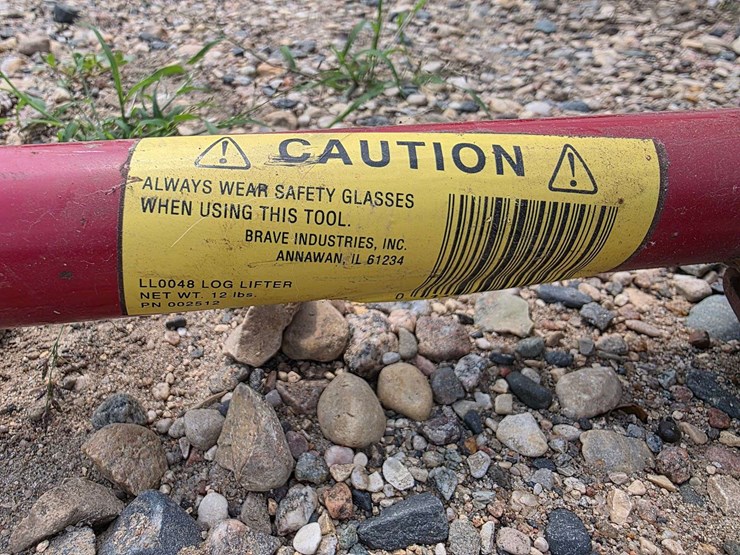 CAUTION
ALWAYS WEAR SAFETY GLASSES
WHEN USING THIS TOOL.
BRAVE INDUSTRIES, INC.
ANNAWAN, IL 61234
LL0048 LOG LIFTER
NET WT. 12 lbs.
PN 002512
0